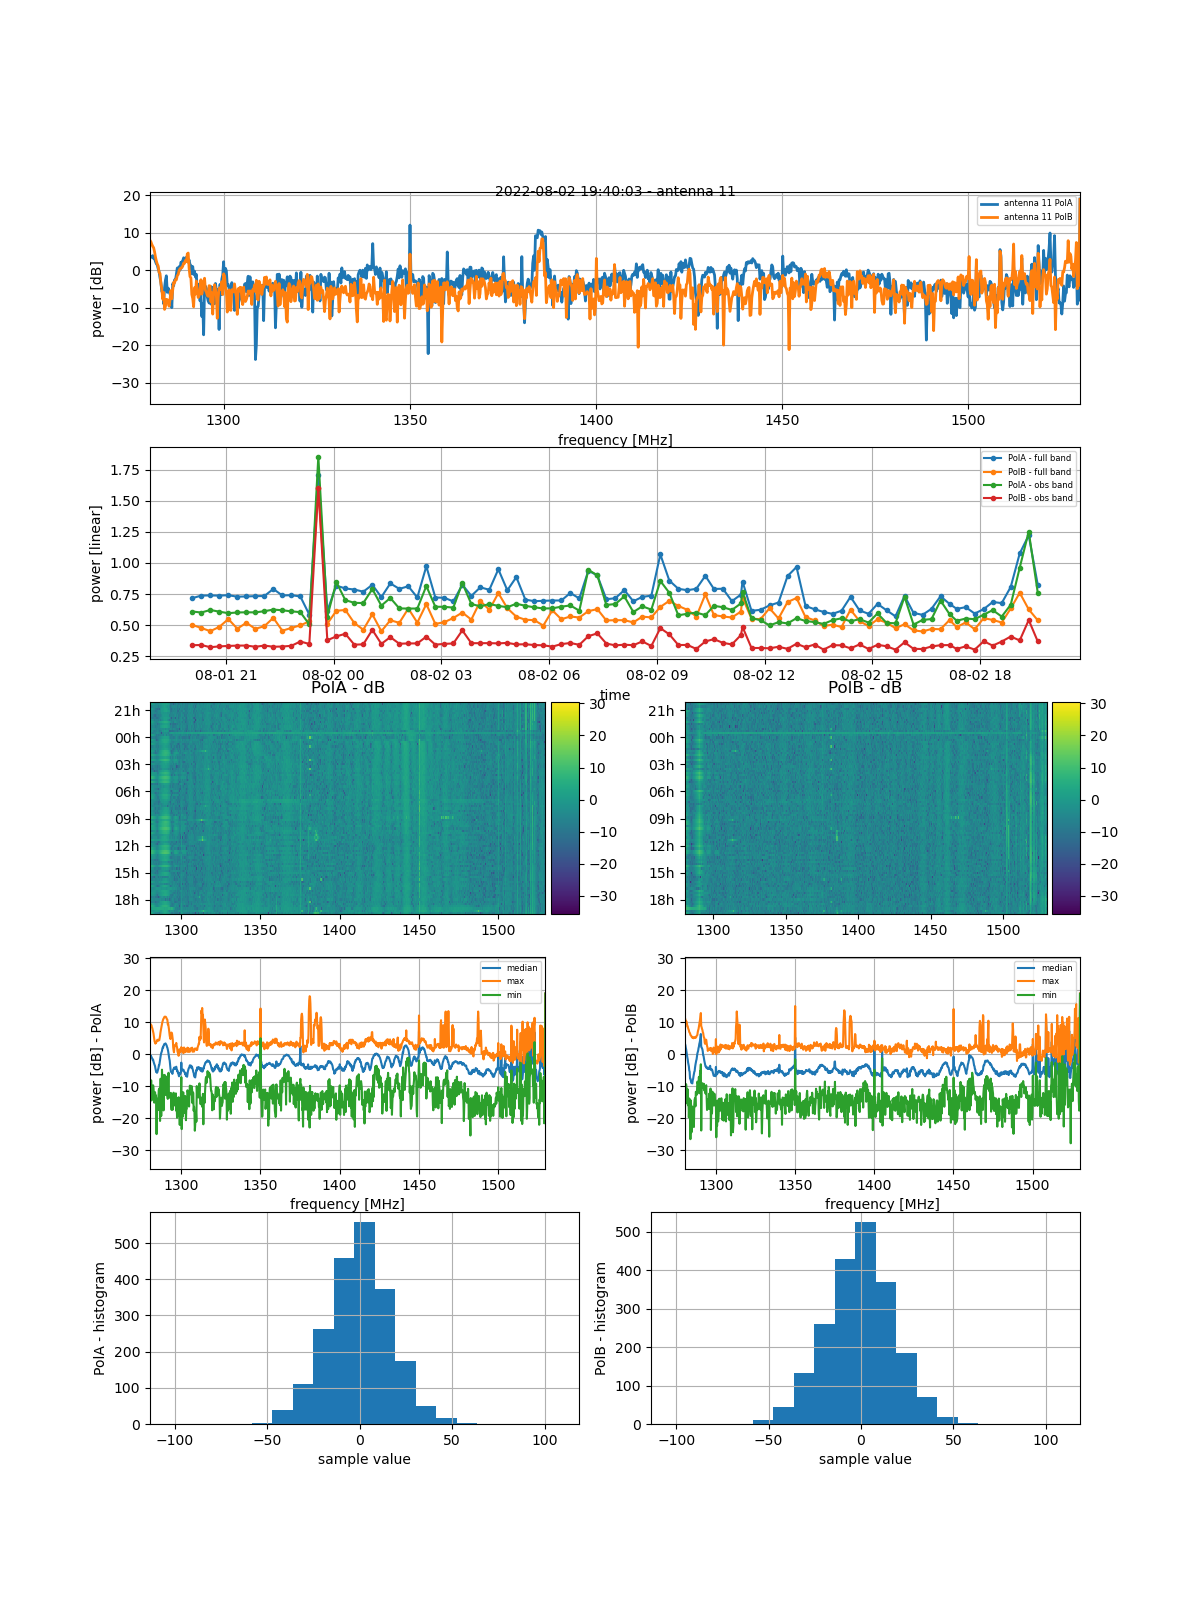 2022-08-02 19:40:03 - antenna 11
20
10
0
−10
−20
−30
power [dB]
antenna 11 PolA
antenna 11 PolB
1300 1350 1400 1450 1500
frequency [MHz]
1.75
1.50
1.25
1.00
0.75
0.50
0.25
power [linear]
PolA - full band
PolB - full band
PolA - obs band
PolB - obs band
08-01 21 08-02 00 08-02 03 08-02 06 08-02 09 08-02 12 08-02 15 08-02 18
time
PolA - dB
21h
00h
03h
06h
09h
12h
15h
18h
1300 1350 1400 1450 1500
30
20
10
0
−10
−20
−30
PolB - dB
21h
00h
03h
06h
09h
12h
15h
18h
1300 1350 1400 1450 1500
30
20
10
0
−10
−20
−30
30
20
10
0
−10
−20
−30
power [dB] - PolA
median
max
min
1300 1350 1400 1450 1500
frequency [MHz]
30
20
10
0
−10
−20
−30
power [dB] - PolB
median
max
min
1300 1350 1400 1450 1500
frequency [MHz]
500
400
300
200
100
0
PolA - histogram
−100 −50 0 50 100
sample value
500
400
300
200
100
0
PolB - histogram
−100 −50 0 50 100
sample value